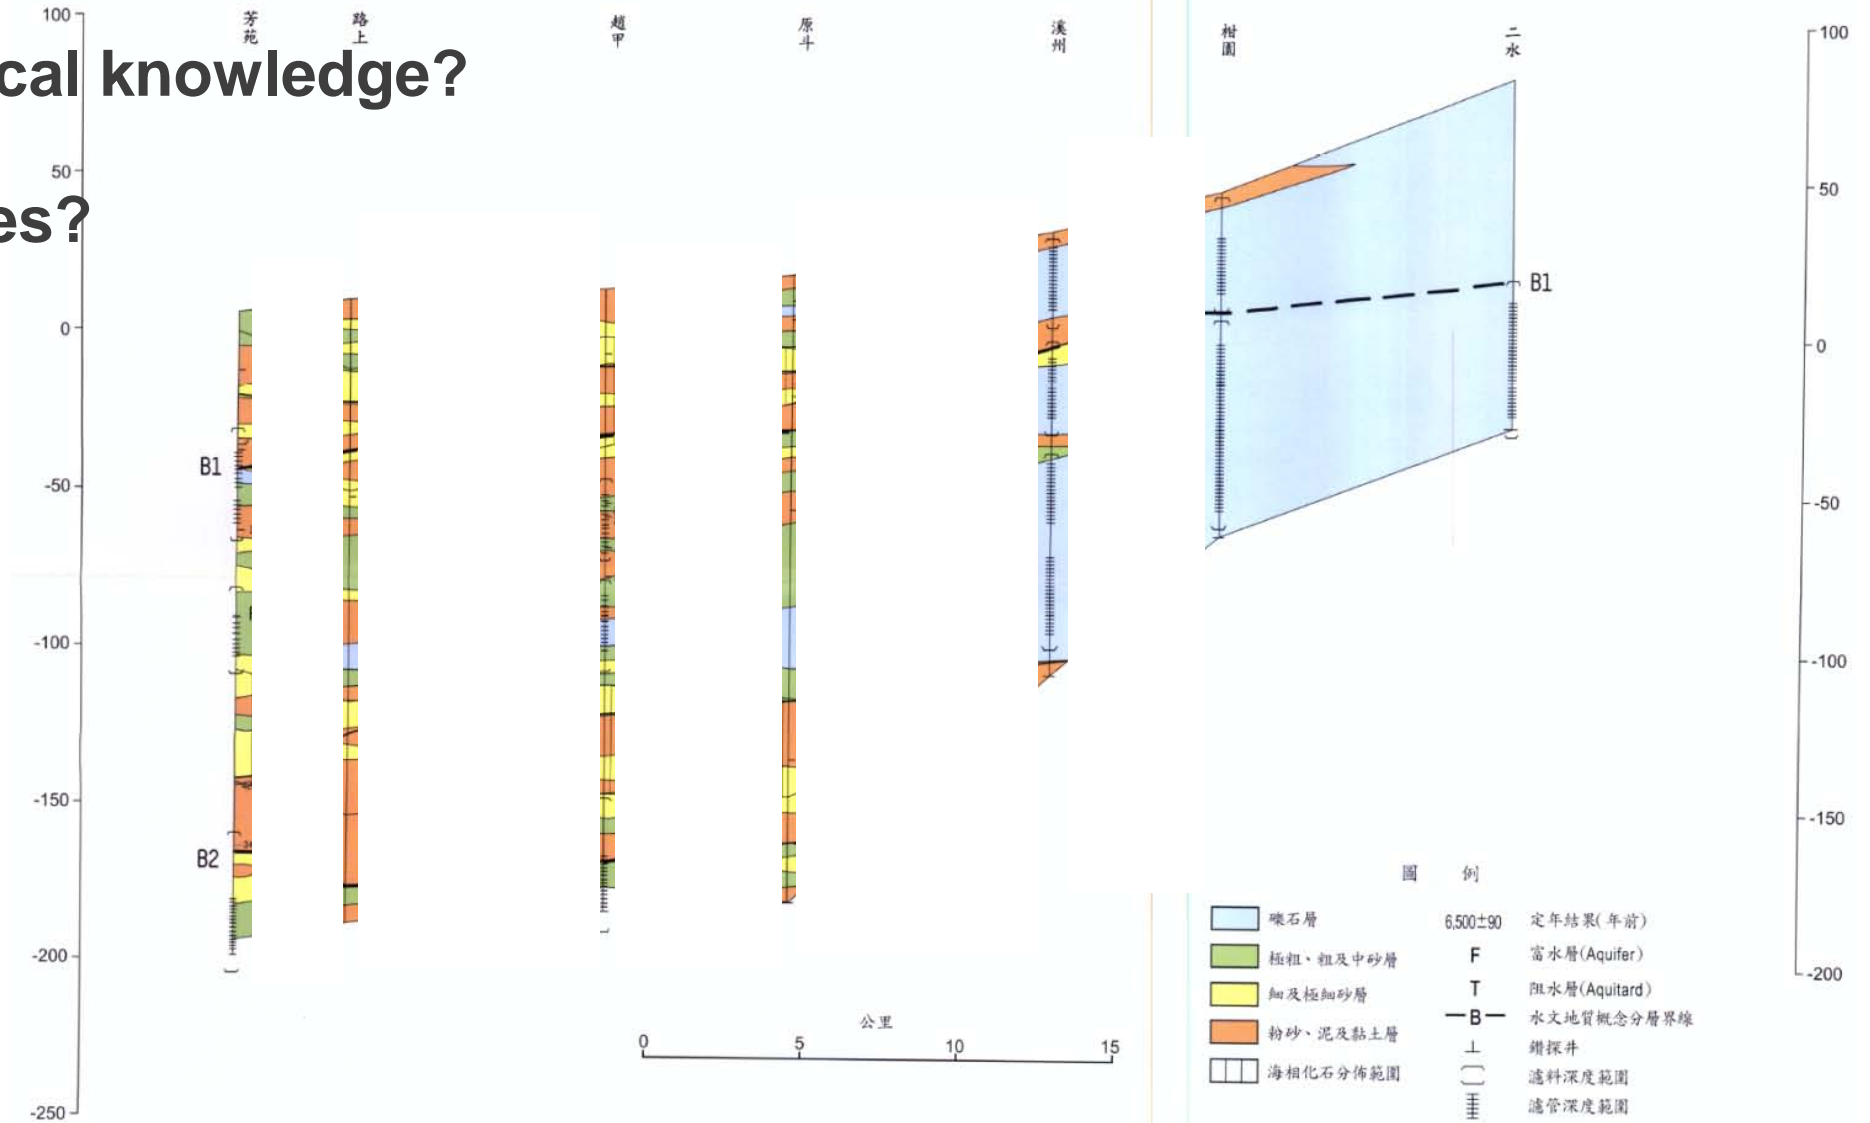 100
芳苑
路上
趙甲
原斗
溪州
柑園
二水
100
cal knowledge?
50
es?
50
0
0
B1
B1
-50
-50
-100
-100
-150
-150
B2
-200
-200
-250
公里
0 5 10 15
圖 例
礫石層
極粗、粗及中砂層
細及極細砂層
粉砂、泥及黏土層
海相化石分佈範圍
6,500±90 定年結果(年前)
F 富水層(Aquifer)
T 阻水層(Aquitard)
B 水文地質概念分層界線
鑽探井
濾料深度範圍
濾管深度範圍